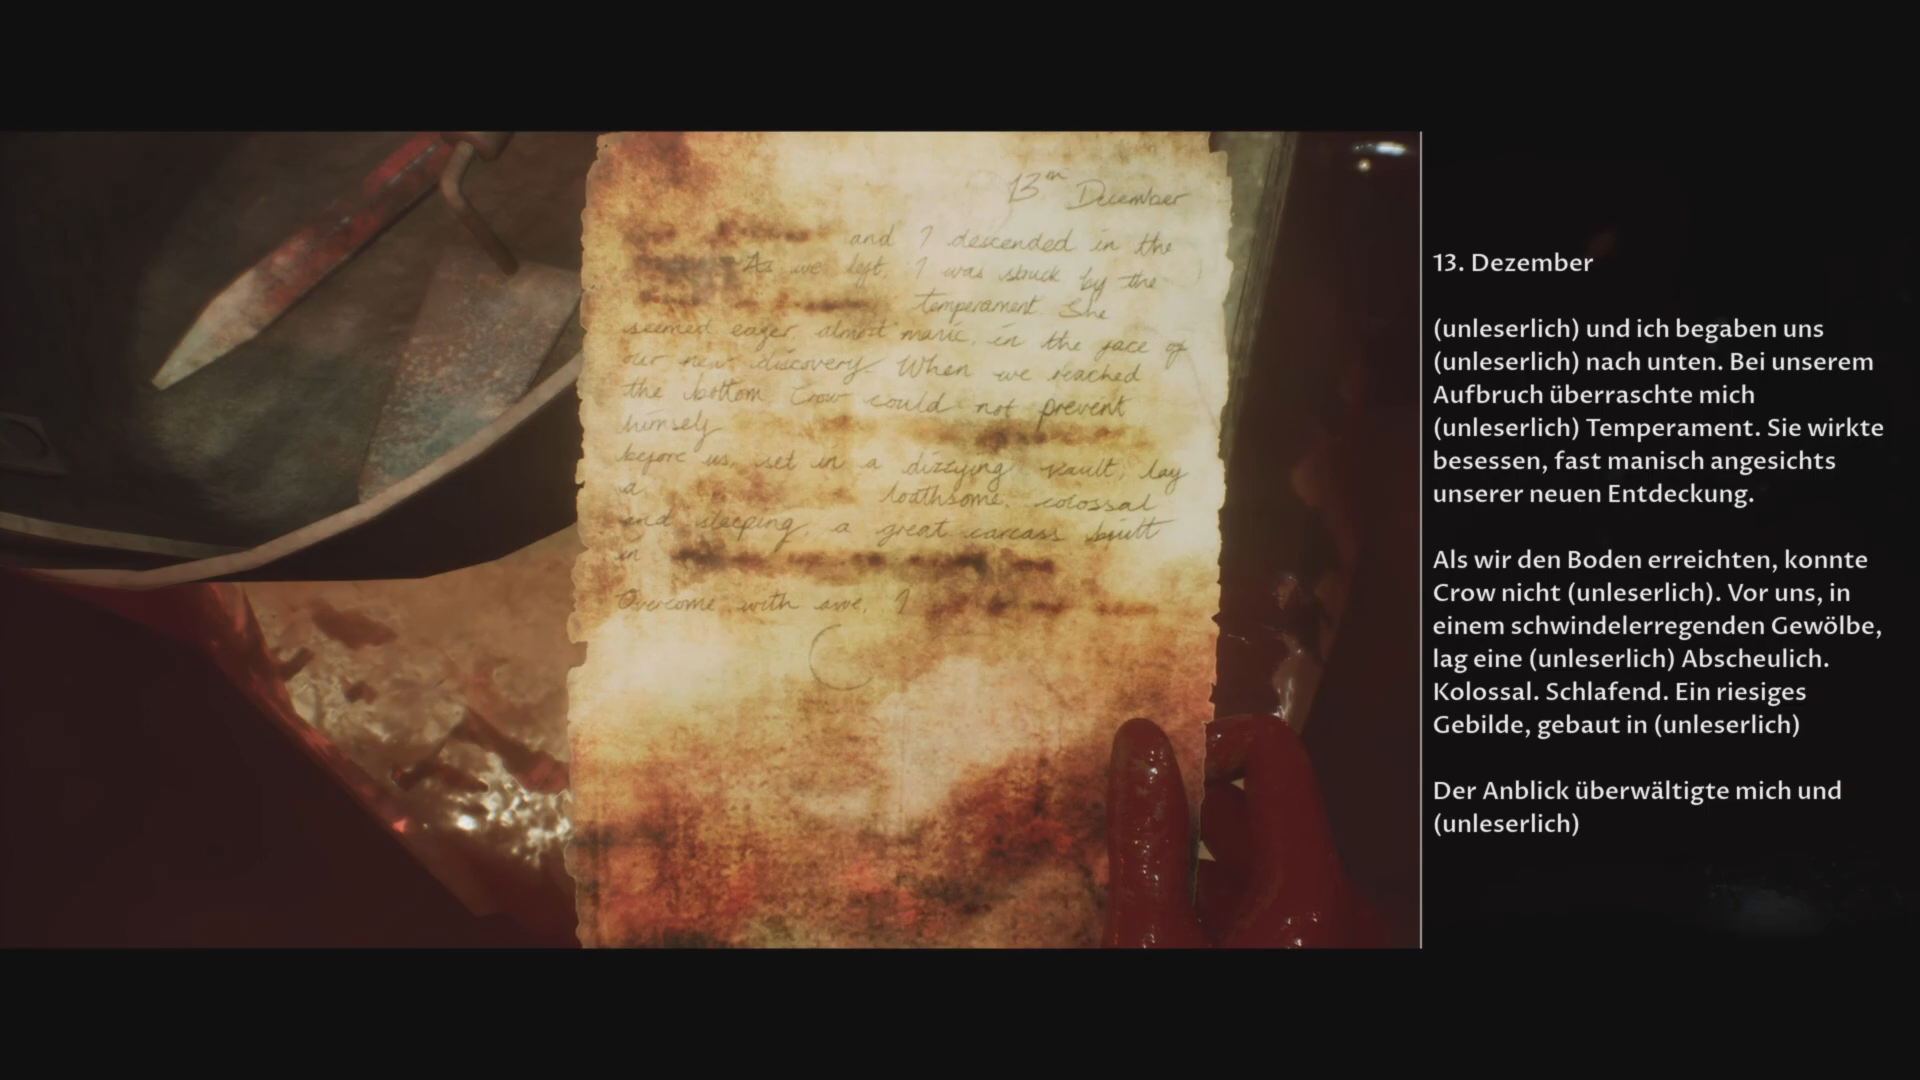 13th December
and I descended in the
As we left, I was struck by the
temperament. She
seemed eager, almost manic, in the face of
our new discovery. When we reached
the bottom Crow could not prevent
himself
before us, set in a dizzying vault, lay
a loathsome, colossal
and sleeping, a great carcass built
in
Overcome with awe, I
13. Dezember
(unleserlich) und ich begaben uns
(unleserlich) nach unten. Bei unserem
Aufbruch überraschte mich
(unleserlich) Temperament. Sie wirkte
besessen, fast manisch angesichts
unserer neuen Entdeckung.
Als wir den Boden erreichten, konnte
Crow nicht (unleserlich). Vor uns, in
einem schwindelerregenden Gewölbe,
lag eine (unleserlich) Abscheulich.
Kolossal. Schlafend. Ein riesiges
Gebilde, gebaut in (unleserlich)
Der Anblick überwältigte mich und
(unleserlich)